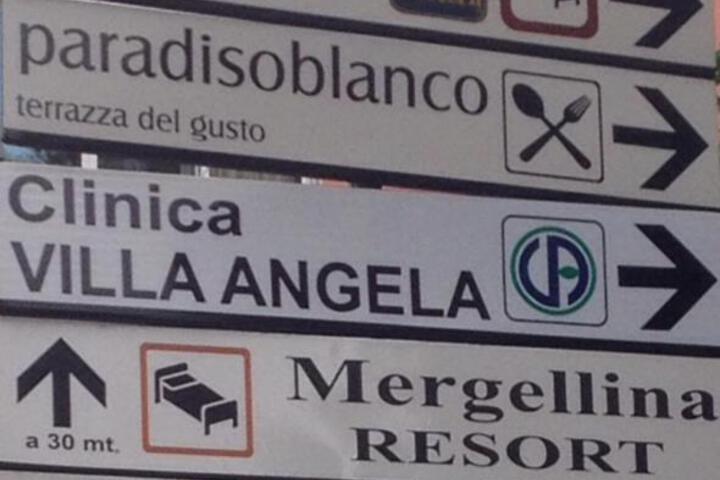 paradisoblanco
terrazza del gusto
Clinica
VILLA ANGELA
Mergellina
RESORT
a 30 mt.